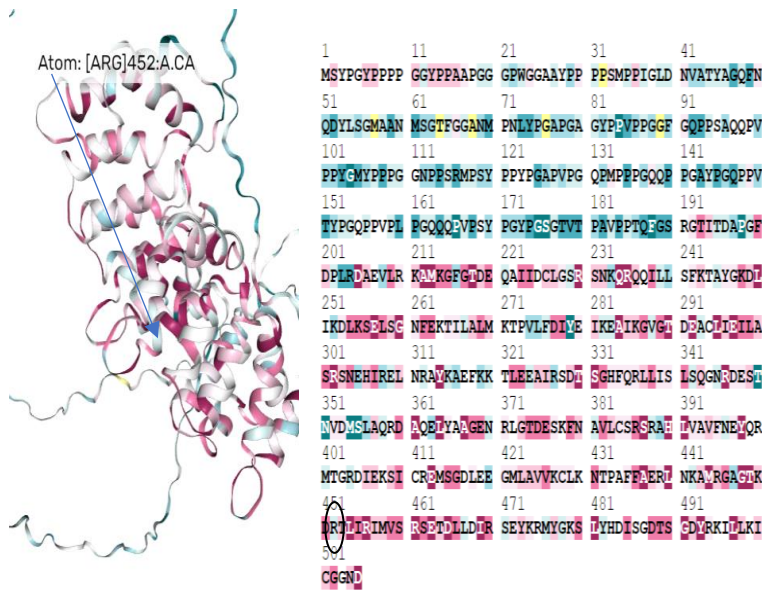 Atom: [ARG]452:A.CA
1 11 21 31 41
MSYPGYPPPP GGYPPAAPGG GPWGGAAYPP PPSMPPIGLD NVATYAGQFN
51 61 71 81 91
QDYLSGMAAN MSGTFGGANM PNLYPGAPGA GYPPVPPGGF GQPPSAQQPV
101 111 121 131 141
PPYGMYPPPG GNPPSRMPSY PPYPGAPVPG QPMPPPGQQP PGAYPGQPPV
151 161 171 181 191
TYPGQPPVPL PGQQQPVPSY PGYPGSGTVT PAVPPTQFGS RGTITDAPGF
201 211 221 231 241
DPLRDAEVLR KAMKGFGTDE QAIIDCLGSR SNKQRQQILL SFKTAYGKDL
251 261 271 281 291
IKDLKSELSG NFEKTILALM KTPVLFDIYE IKEAIKGVGT DEACLIEILA
301 311 321 331 341
SRSNEHIREL NRAYKAEFKK TLEEAIRSDT SGHFQRLLIS LSQGNRDEST
351 361 371 381 391
NVDMSLAQRD AQELYAAGEN RLGTDESKFN AVLCSRSRAH LVAVFNEYQR
401 411 421 431 441
MTGRDIEKSI CREMSGDLEE GMLAVVKCLK NTPAFFAERL NKAMRGAGTK
451 461 471 481 491
DRTLIRIMVS RSETDLLDIR SEYKRMYGKS LYHDISGDTS GDYRKILLKI
501
CGGND